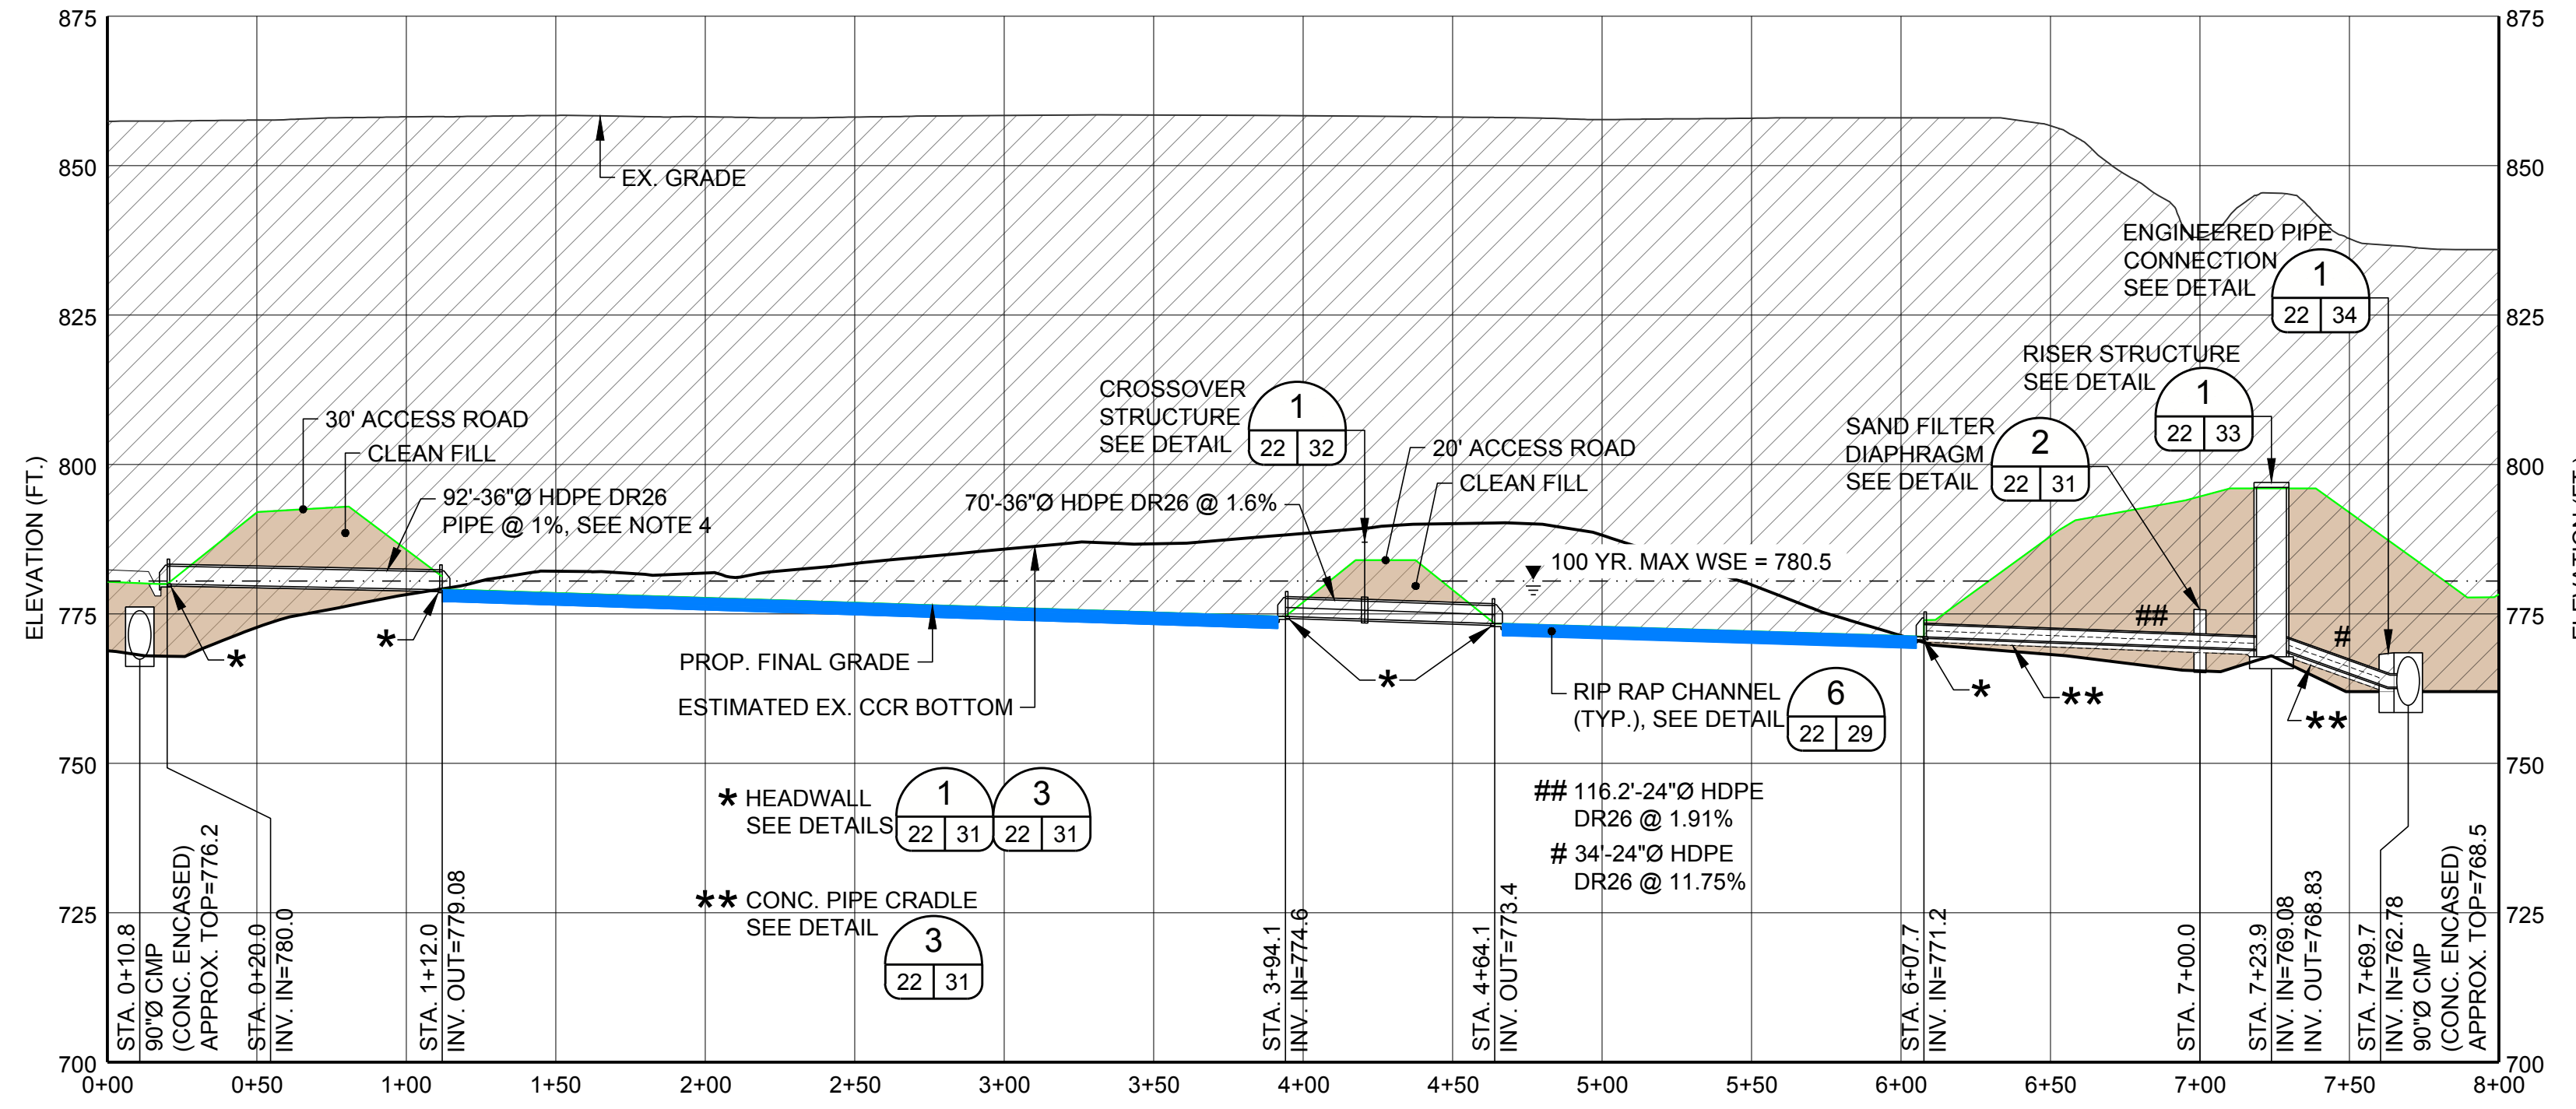 875
875
EX. GRADE
850
850
ENGINEERED PIPE
CONNECTION
SEE DETAIL
1
22 34
825
825
RISER STRUCTURE
SEE DETAIL
1
22 33
CROSSOVER
STRUCTURE
SEE DETAIL
1
22 32
30' ACCESS ROAD
CLEAN FILL
20' ACCESS ROAD
CLEAN FILL
SAND FILTER
DIAPHRAGM
SEE DETAIL
2
22 31
800
800
92'-36"Ø HDPE DR26
PIPE @ 1%, SEE NOTE 4
70'-36"Ø HDPE DR26 @ 1.6%
100 YR. MAX WSE = 780.5
ELEVATION (FT.)
775
775
##
#
*
*
*
*
**
**
PROP. FINAL GRADE
ESTIMATED EX. CCR BOTTOM
RIP RAP CHANNEL
(TYP.), SEE DETAIL
6
22 29
750
750
* HEADWALL
SEE DETAILS
1
22 31
3
22 31
** CONC. PIPE CRADLE
SEE DETAIL
3
22 31
## 116.2'-24"Ø HDPE
DR26 @ 1.91%
# 34'-24"Ø HDPE
DR26 @ 11.75%
725
725
STA. 0+10.8
90"Ø CMP
(CONC. ENCASED)
APPROX. TOP=776.2
STA. 0+20.0
INV. IN=780.0
STA. 1+12.0
INV. OUT=779.08
STA. 3+94.1
INV. IN=774.6
STA. 4+64.1
INV. OUT=773.4
STA. 6+07.7
INV. IN=771.2
STA. 7+00.0
STA. 7+23.9
INV. IN=769.08
INV. OUT=768.83
STA. 7+69.7
INV. IN=762.78
90"Ø CMP
(CONC. ENCASED)
APPROX. TOP=768.5
700
700
0+00 0+50 1+00 1+50 2+00 2+50 3+00 3+50 4+00 4+50 5+00 5+50 6+00 6+50 7+00 7+50 8+00